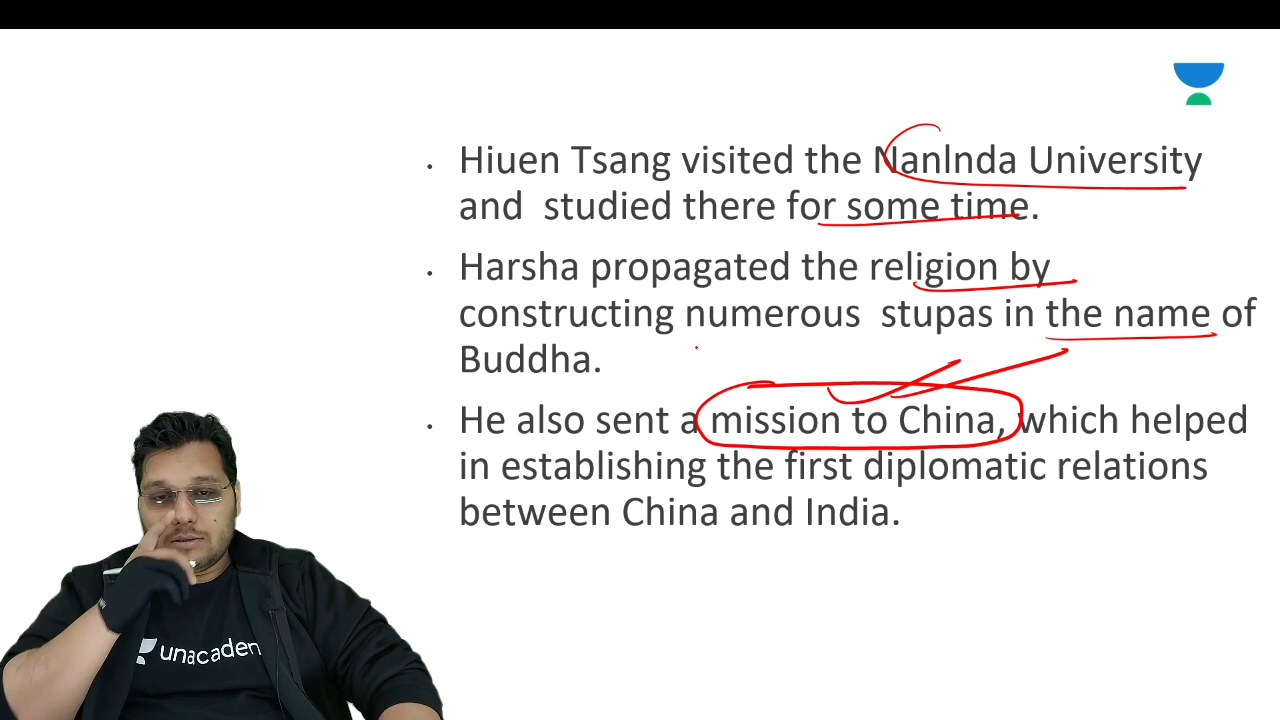 Hiuen Tsang visited the Nanlnda University
and studied there for some time.
Harsha propagated the religion by
constructing numerous stupas in the name of
Buddha.
He also sent a mission to China, which helped
in establishing the first diplomatic relations
between China and India.
unacaden